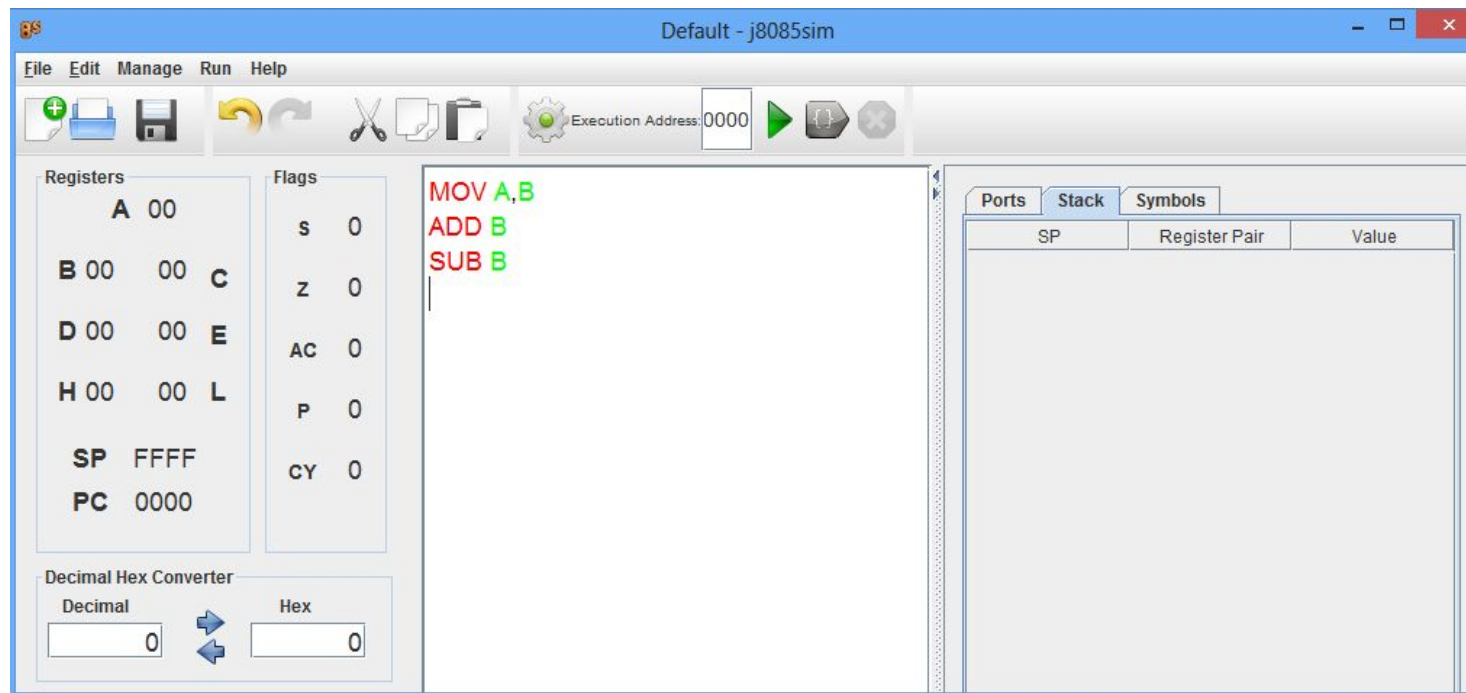 Default - j8085sim
File Edit Manage Run Help
Execution Address: 0000
Registers
A 00
B 00 00 C
D 00 00 E
H 00 00 L
SP FFFF
PC 0000
Flags
S 0
Z 0
AC 0
P 0
CY 0
Decimal Hex Converter
Decimal Hex
0 0
MOV A,B
ADD B
SUB B
Ports Stack Symbols
SP Register Pair Value